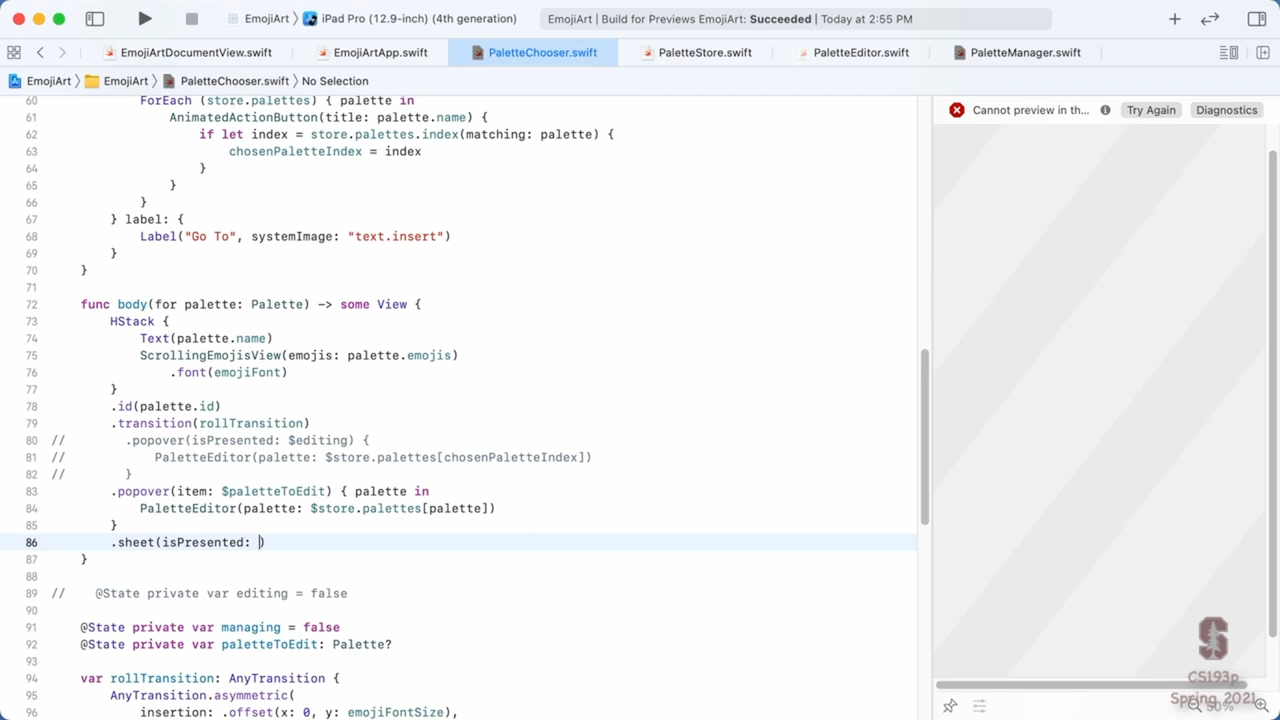 EmojiArt › iPad Pro (12.9-inch) (4th generation)
EmojiArt | Build for Previews EmojiArt: Succeeded | Today at 2:55 PM
EmojiArtDocumentView.swift
EmojiArtApp.swift
PaletteChooser.swift
PaletteStore.swift
PaletteEditor.swift
PaletteManager.swift
EmojiArt › EmojiArt › PaletteChooser.swift › No Selection
60 ForEach (store.palettes) { palette in
61 AnimatedActionButton(title: palette.name) {
62 if let index = store.palettes.index(matching: palette) {
63 chosenPaletteIndex = index
64 }
65 }
66 }
67 } label: {
68 Label("Go To", systemImage: "text.insert")
69 }
70 }
71
72 func body(for palette: Palette) -> some View {
73 HStack {
74 Text(palette.name)
75 ScrollingEmojisView(emojis: palette.emojis)
76 .font(emojiFont)
77 }
78 .id(palette.id)
79 .transition(rollTransition)
80 // .popover(isPresented: $editing) {
81 // PaletteEditor(palette: $store.palettes[chosenPaletteIndex])
82 // }
83 .popover(item: $paletteToEdit) { palette in
84 PaletteEditor(palette: $store.palettes[palette])
85 }
86 .sheet(isPresented: )
87 }
88
89 // @State private var editing = false
90
91 @State private var managing = false
92 @State private var paletteToEdit: Palette?
93
94 var rollTransition: AnyTransition {
95 AnyTransition.asymmetric(
96 insertion: .offset(x: 0, y: emojiFontSize),
Cannot preview in th...
Try Again
Diagnostics
CS193p
Spring 2021
50%